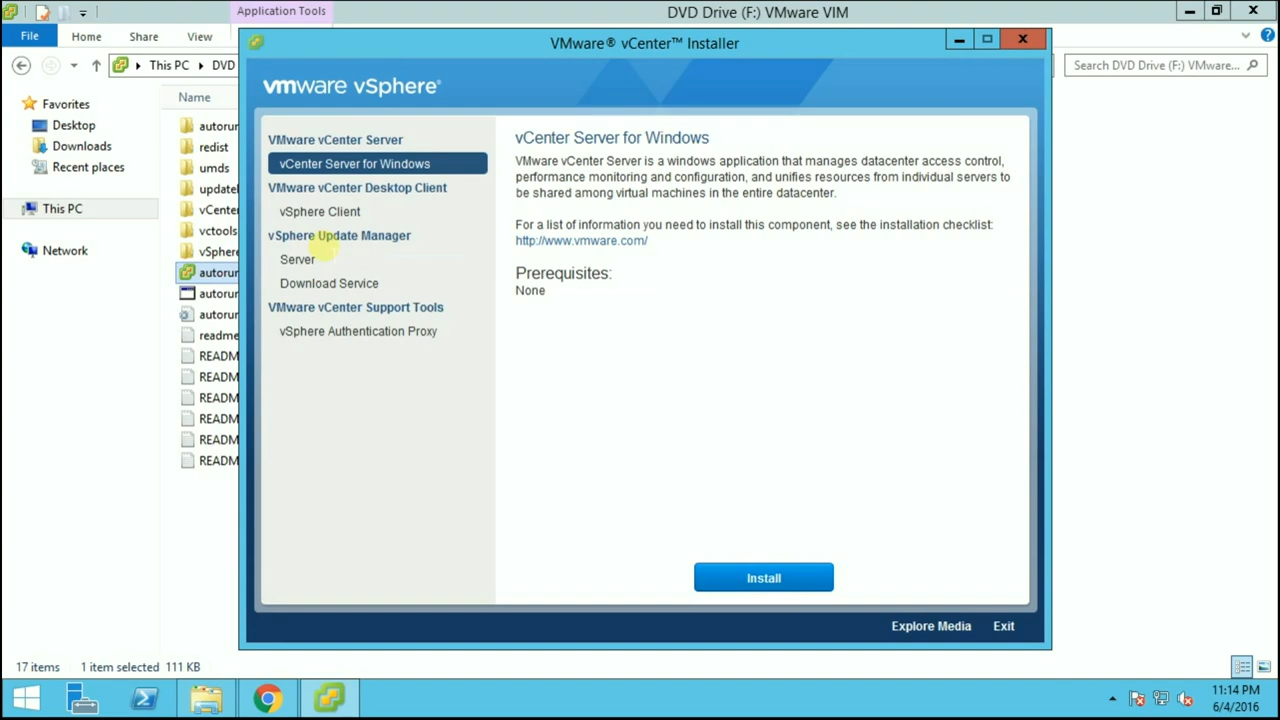 Application Tools
DVD Drive (F:) VMware VIM
File
Home
Share
View
This PC
DVD
Search DVD Drive (F:) VMware...
Favorites
Desktop
Downloads
Recent places
This PC
Network
Name
autorun
redist
umds
updatel
vCenter
vctools
vSphere
autorun
autorun
autorun
readme
READM
READM
READM
READM
READM
READM
VMware® vCenter™ Installer
vmware vSphere®
VMware vCenter Server
vCenter Server for Windows
VMware vCenter Desktop Client
vSphere Client
vSphere Update Manager
Server
Download Service
VMware vCenter Support Tools
vSphere Authentication Proxy
vCenter Server for Windows
VMware vCenter Server is a windows application that manages datacenter access control,
performance monitoring and configuration, and unifies resources from individual servers to
be shared among virtual machines in the entire datacenter.
For a list of information you need to install this component, see the installation checklist:
http://www.vmware.com/
Prerequisites:
None
Install
Explore Media
Exit
17 items
1 item selected 111 KB
11:14 PM
6/4/2016